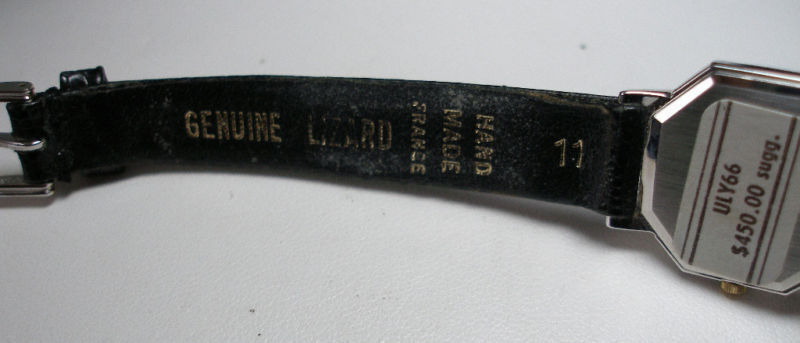 GENUINE LIZARD
HAND
MADE
FRANCE
11
ULY66
$450.00 sugg.